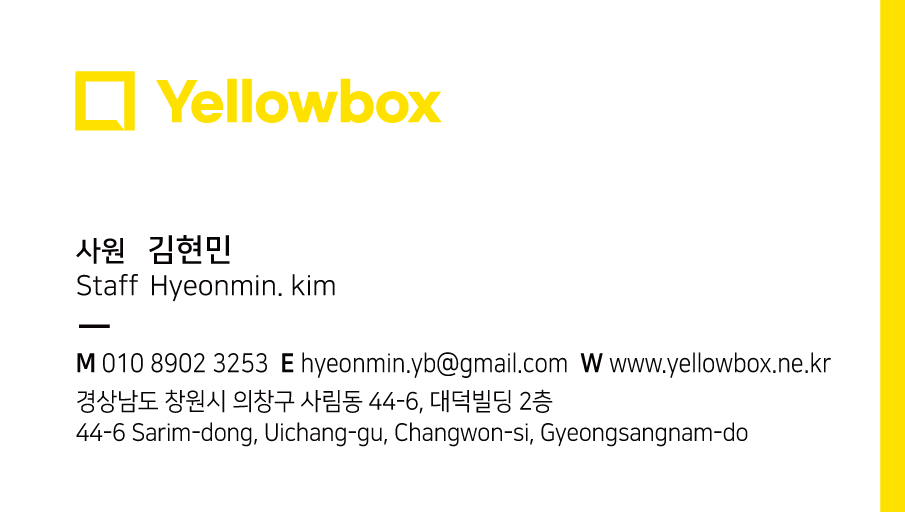 Yellowbox
사원 김현민
Staff Hyeonmin. kim
M 010 8902 3253 E hyeonmin.yb@gmail.com W www.yellowbox.ne.kr
경상남도 창원시 의창구 사림동 44-6, 대덕빌딩 2층
44-6 Sarim-dong, Uichang-gu, Changwon-si, Gyeongsangnam-do